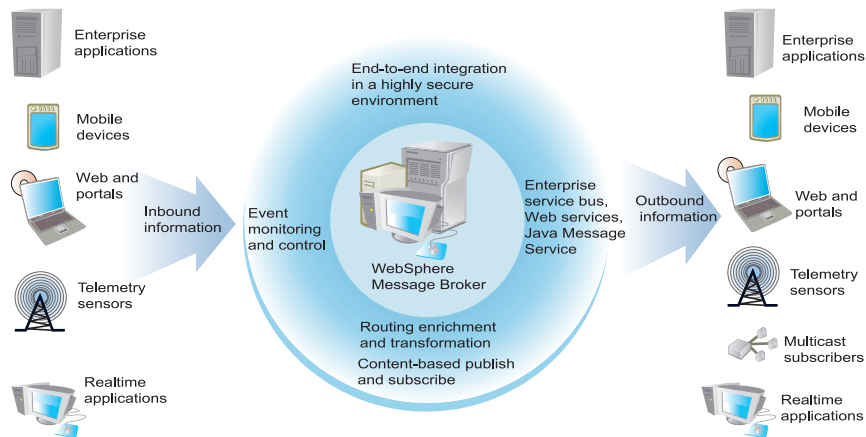 Enterprise
applications
Mobile
devices
Web and
portals
Telemetry
sensors
Realtime
applications
Inbound
information
End-to-end integration
in a highly secure
environment
Event
monitoring
and control
WebSphere
Message Broker
Enterprise
service bus,
Web services,
Java Message
Service
Routing enrichment
and transformation
Content-based publish
and subscribe
Outbound
information
Enterprise
applications
Mobile
devices
Web and
portals
Telemetry
sensors
Multicast
subscribers
Realtime
applications